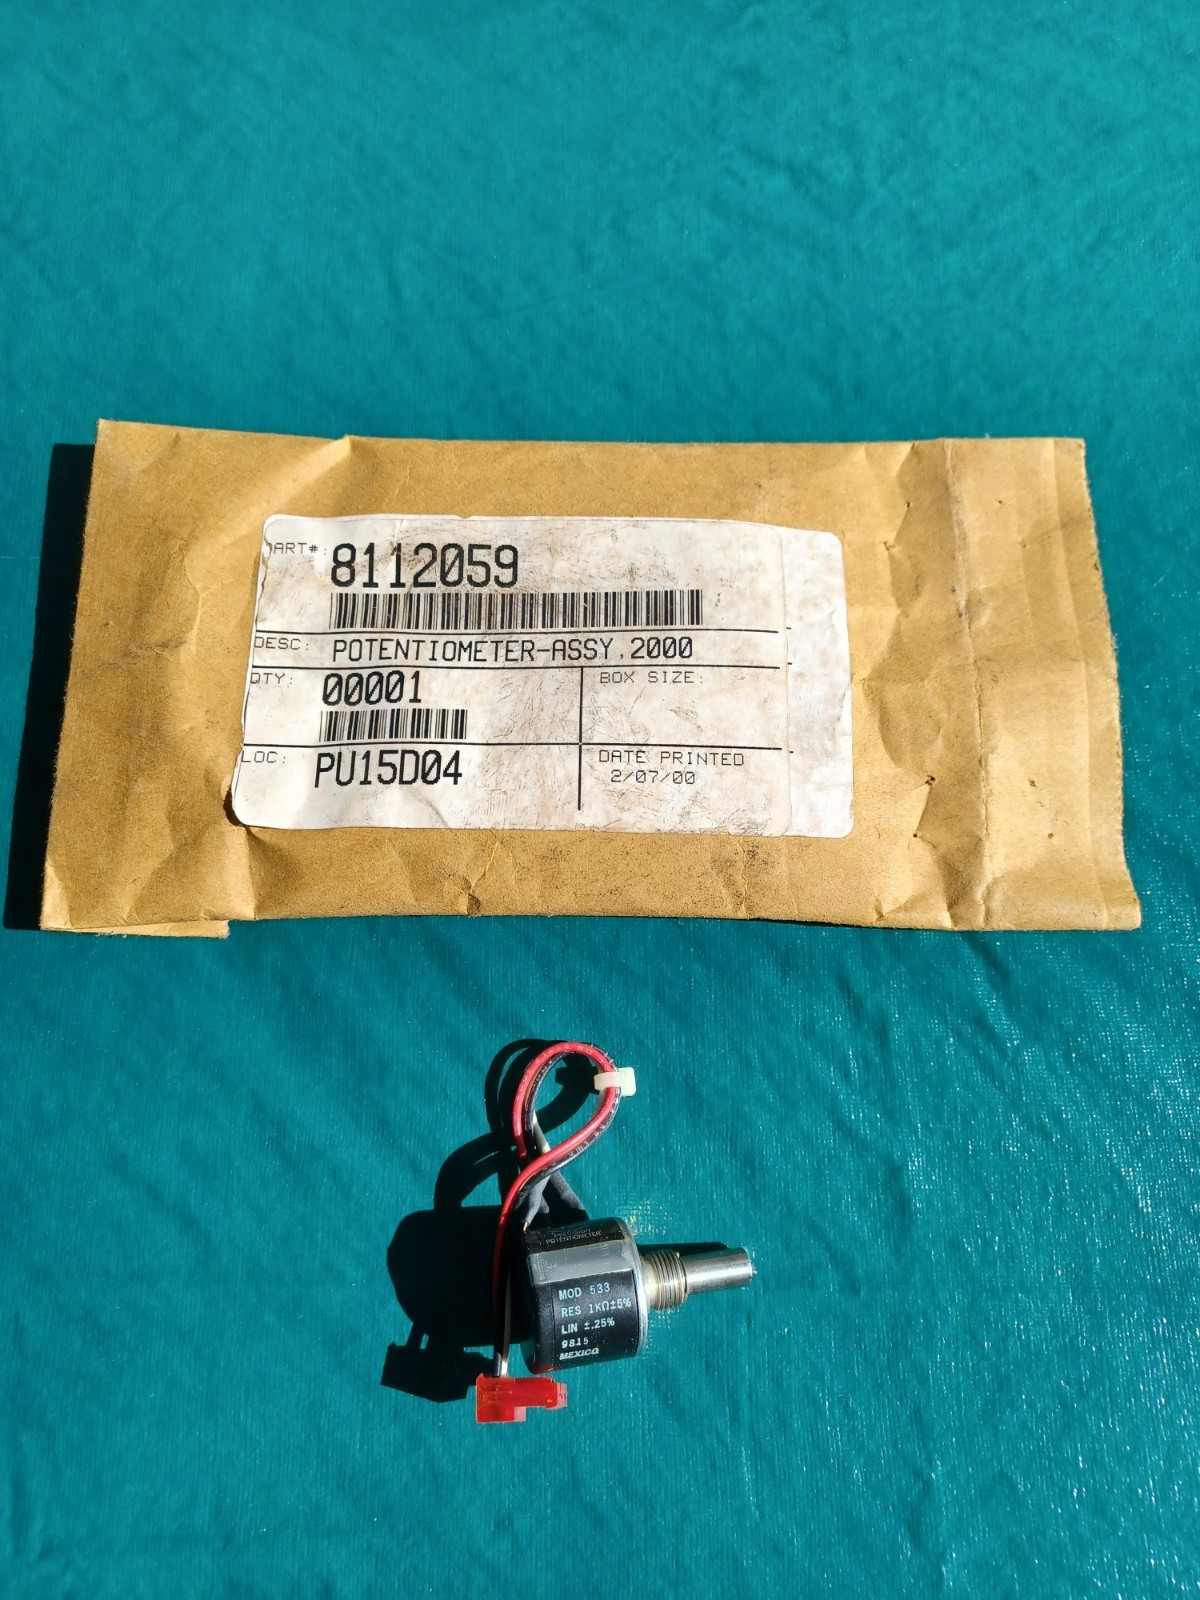 ART#:
8112059
DESC: POTENTIOMETER-ASSY,2000
QTY: 00001
BOX SIZE:
LOC: PU15D04
DATE PRINTED
2/07/00
PRECISION
POTENTIOMETER
MOD 533
RES 1KΩ±5%
LIN ±.25%
9815
MEXICO